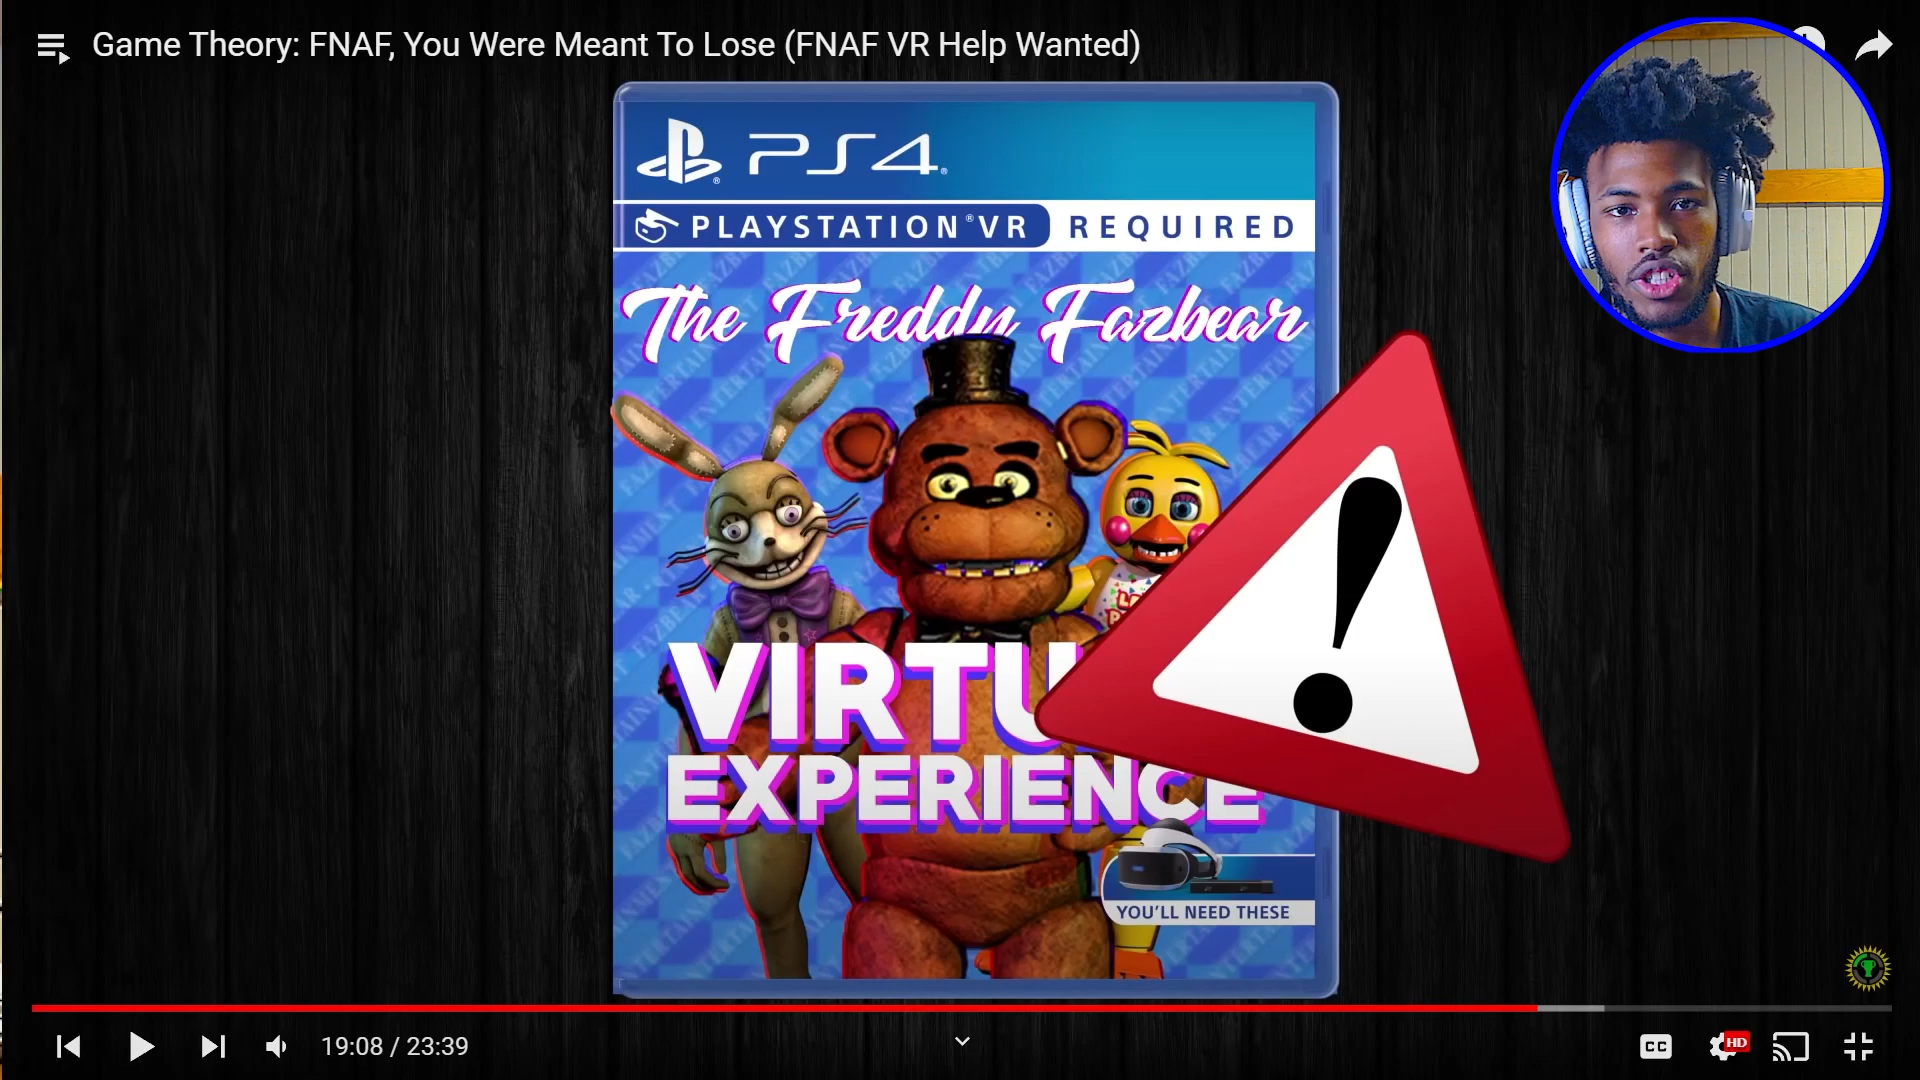 Game Theory: FNAF, You Were Meant To Lose (FNAF VR Help Wanted)
PS4
PLAYSTATION®VR REQUIRED
The Freddy Fazbear
VIRTU
EXPERIENCE
YOU'LL NEED THESE
19:08 / 23:39
CC
HD